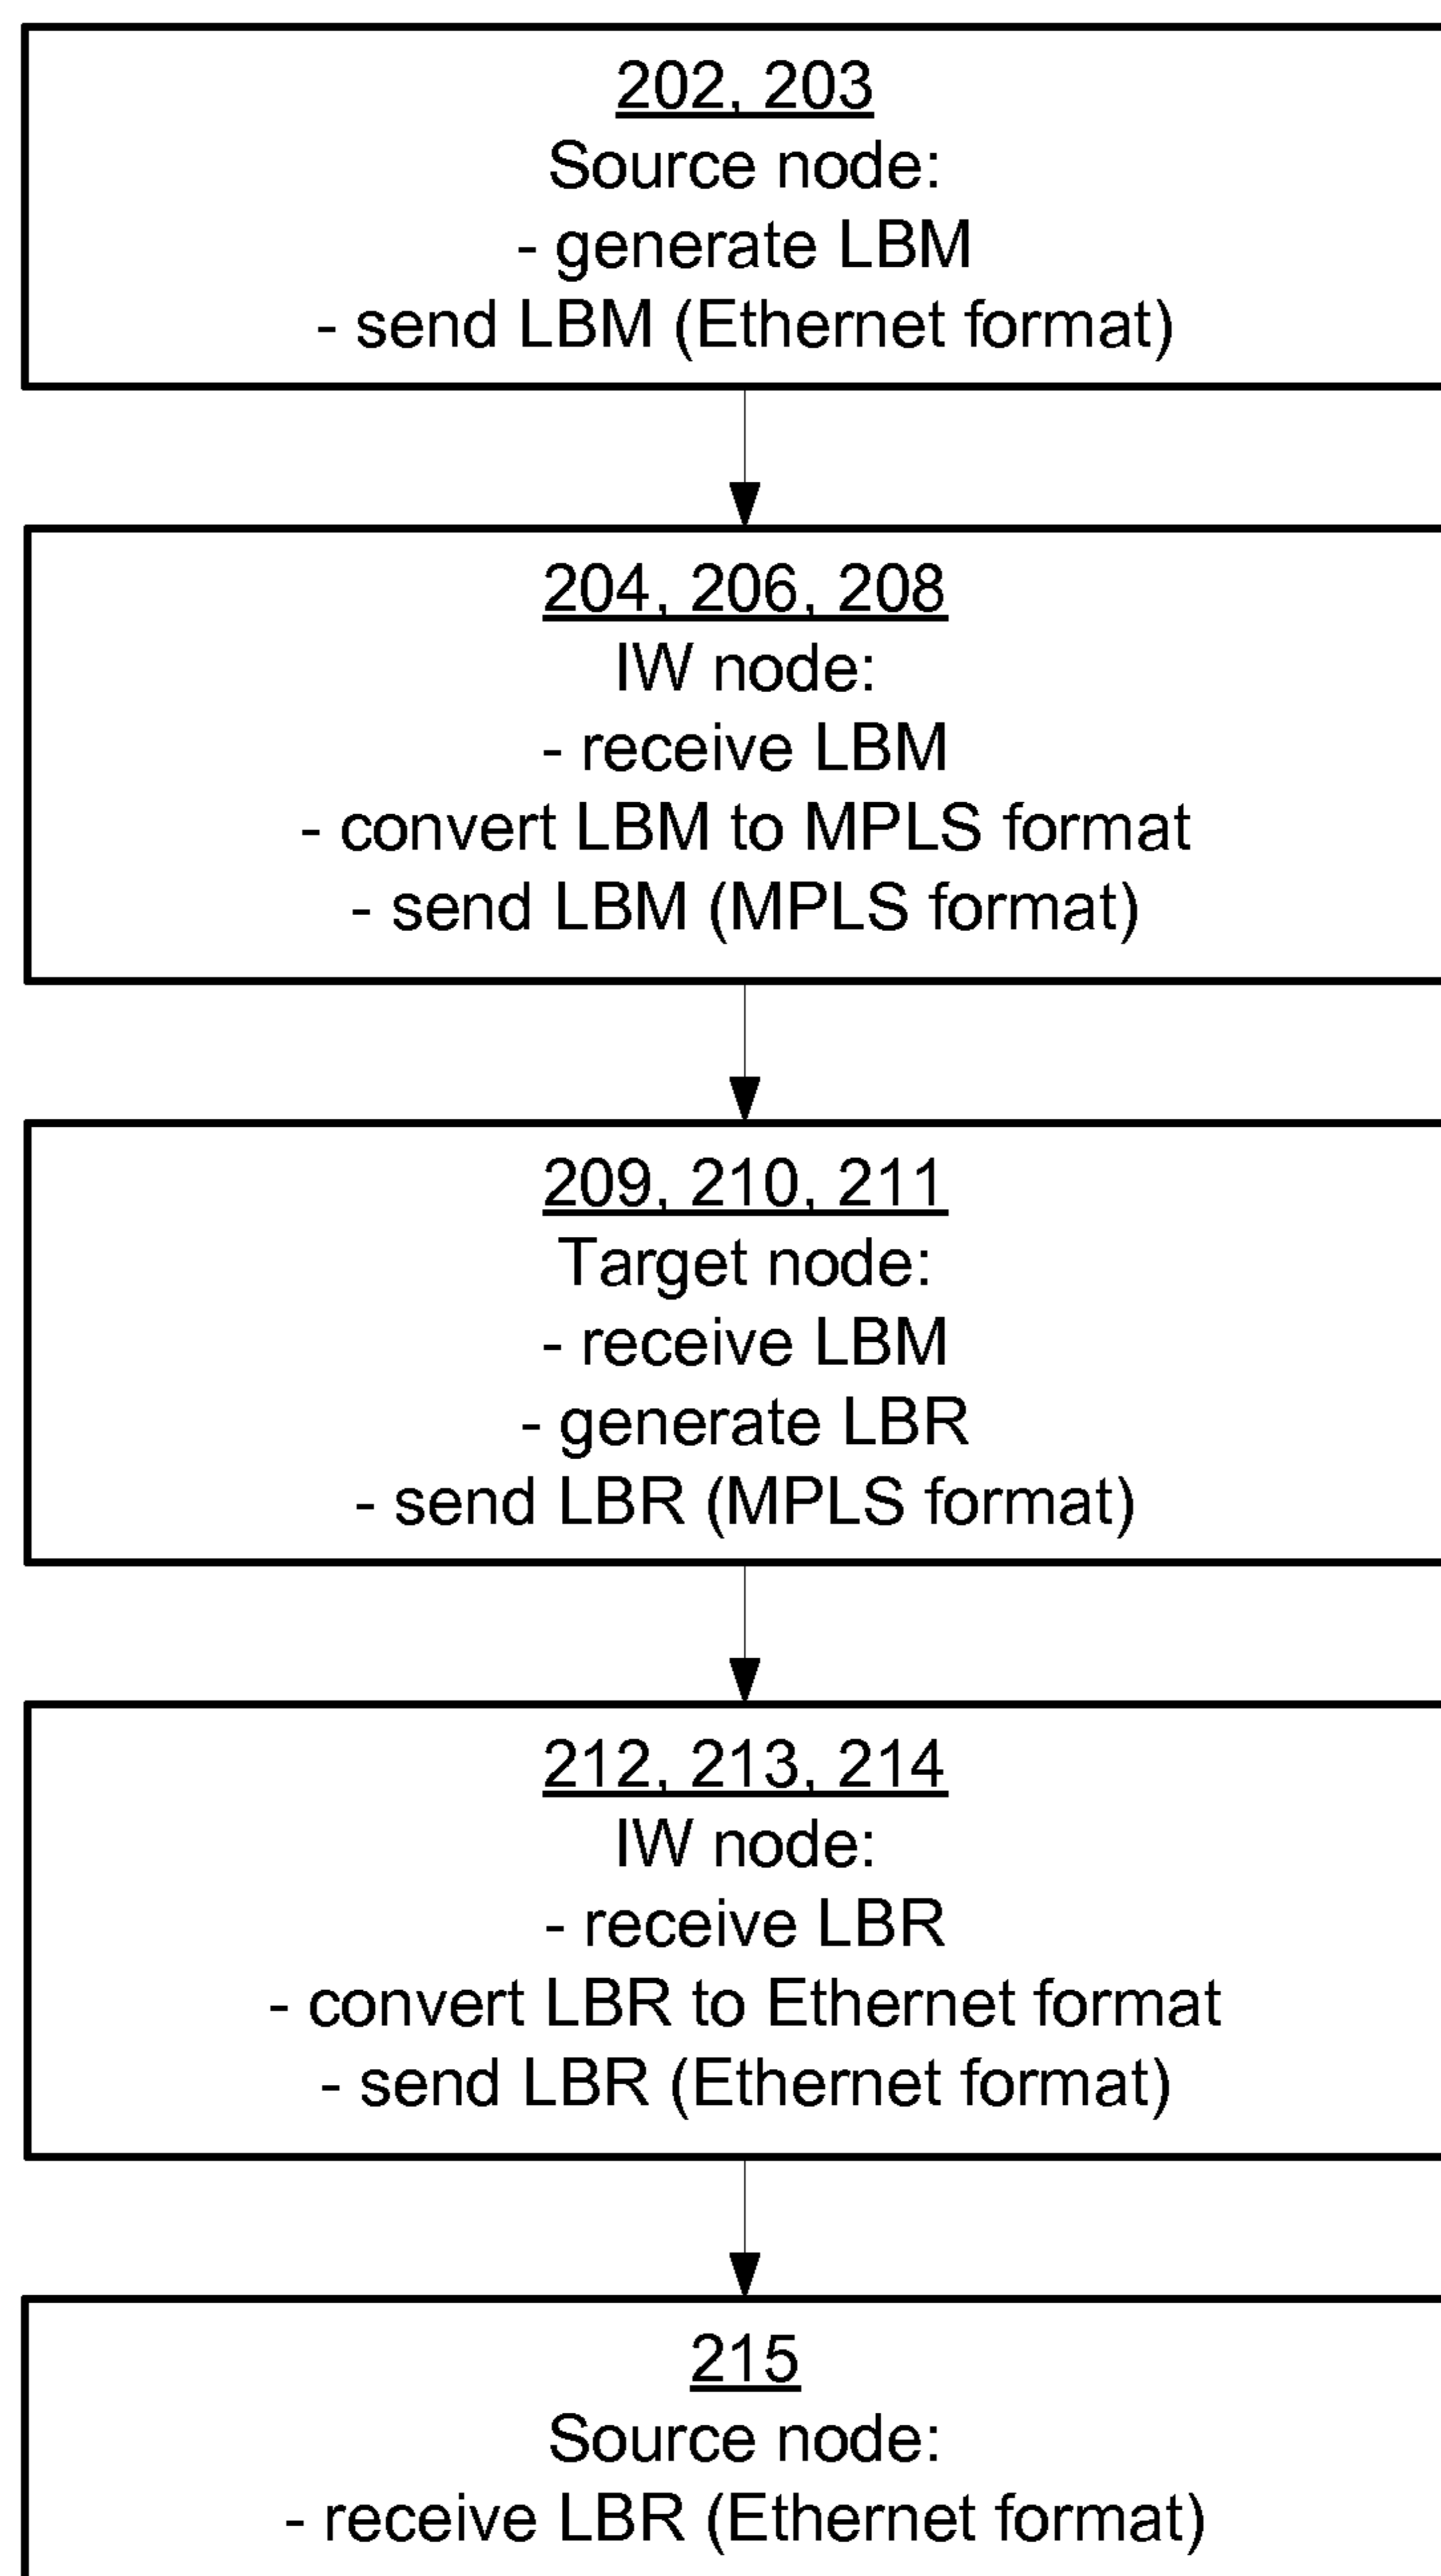 202, 203
Source node:
- generate LBM
- send LBM (Ethernet format)
204, 206, 208
IW node:
- receive LBM
- convert LBM to MPLS format
- send LBM (MPLS format)
209, 210, 211
Target node:
- receive LBM
- generate LBR
- send LBR (MPLS format)
212, 213, 214
IW node:
- receive LBR
- convert LBR to Ethernet format
- send LBR (Ethernet format)
215
Source node:
- receive LBR (Ethernet format)